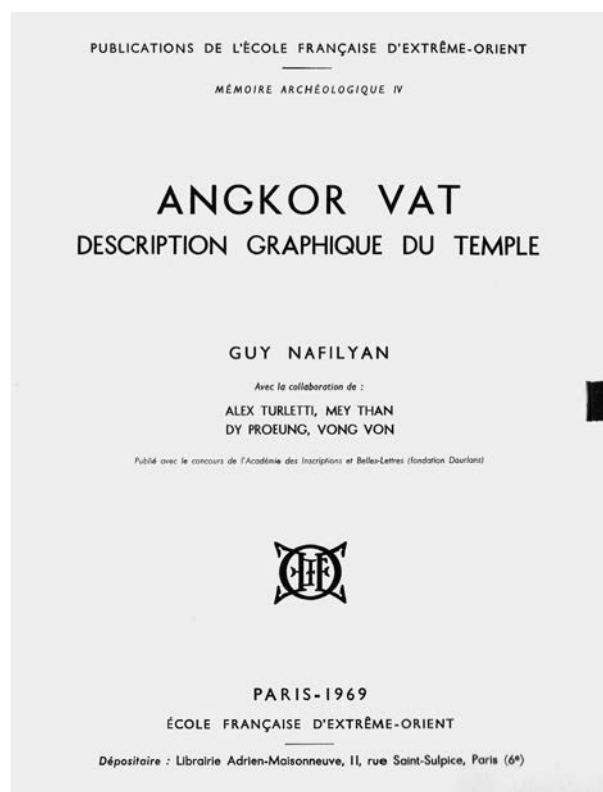 PUBLICATIONS DE L'ÉCOLE FRANÇAISE D'EXTRÊME-ORIENT
MÉMOIRE ARCHÉOLOGIQUE IV
ANGKOR VAT
DESCRIPTION GRAPHIQUE DU TEMPLE
GUY NAFILYAN
Avec la collaboration de :
ALEX TURLETTI, MEY THAN
DY PROEUNG, VONG VON
Publié avec le concours de l'Académie des Inscriptions et Belles-Lettres (fondation Dourlans)
PARIS-1969
ÉCOLE FRANÇAISE D'EXTRÊME-ORIENT
Dépositaire : Librairie Adrien-Maisonneuve, II, rue Saint-Sulpice, Paris (6e)